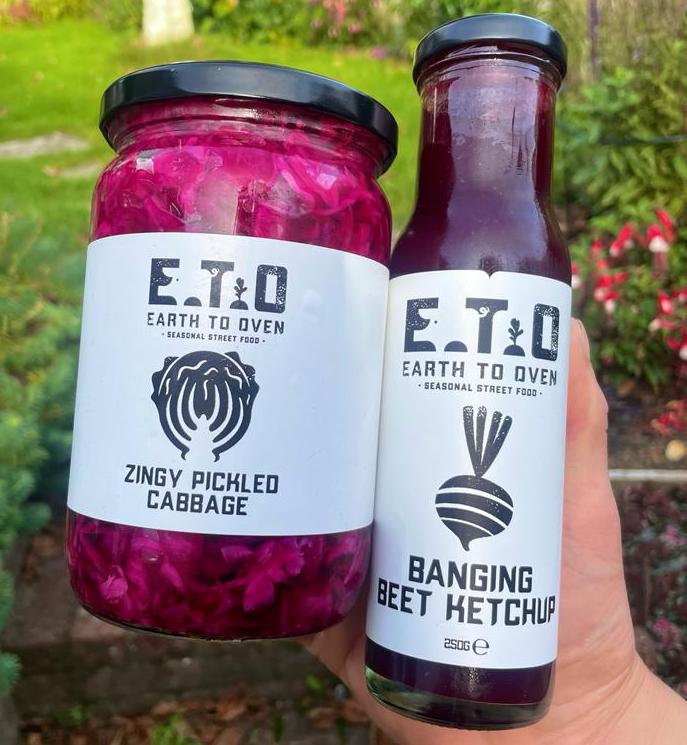 E.T.O
EARTH TO OVEN
- SEASONAL STREET FOOD -
ZINGY PICKLED
CABBAGE
E.T.O
EARTH TO OVEN
- SEASONAL STREET FOOD -
BANGING
BEET KETCHUP
250G ℮